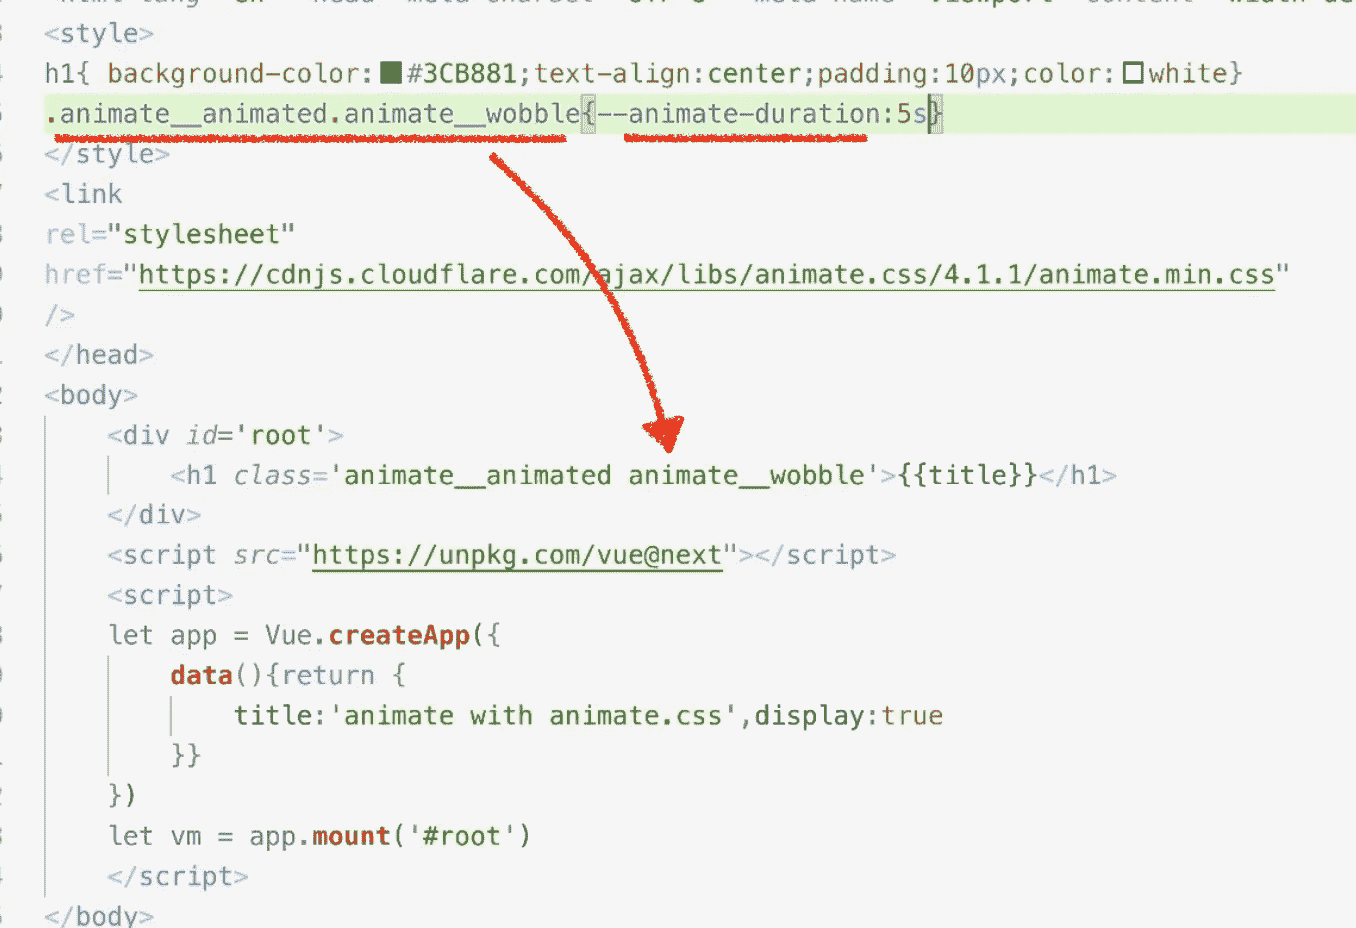 <style>
h1{ background-color:#3CB881;text-align:center;padding:10px;color:white}
.animate__animated.animate__wobble{--animate-duration:5s}
</style>
<link
rel="stylesheet"
href="https://cdnjs.cloudflare.com/ajax/libs/animate.css/4.1.1/animate.min.css"
/>
</head>
<body>
<div id='root'>
<h1 class='animate__animated animate__wobble'>{{title}}</h1>
</div>
<script src="https://unpkg.com/vue@next"></script>
<script>
let app = Vue.createApp({
data(){return {
title:'animate with animate.css',display:true
}}
})
let vm = app.mount('#root')
</script>
</body>